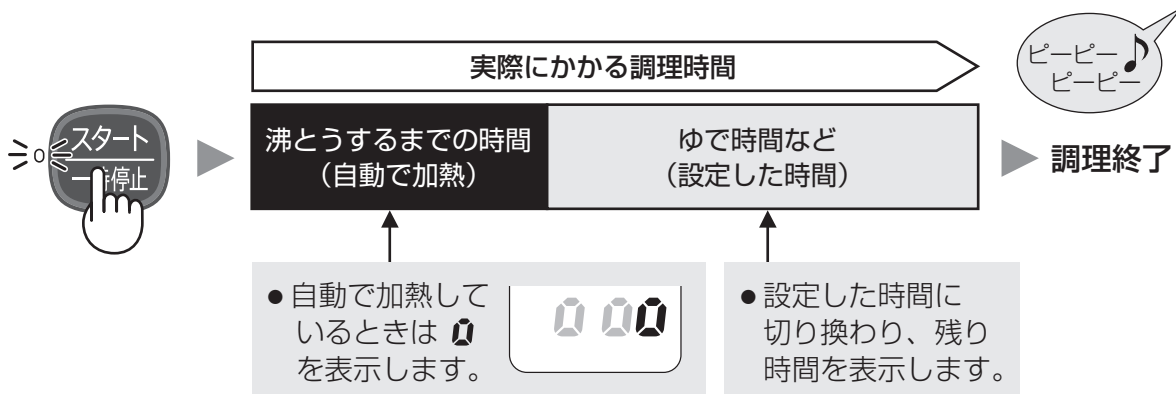 実際にかかる調理時間
ピーピー♪
ピーピー
スタート
一時停止
沸とうするまでの時間
(自動で加熱)
ゆで時間など
(設定した時間)
調理終了
●自動で加熱して
いるときは 0
を表示します。
0 0 0
●設定した時間に
切り換わり、残り
時間を表示します。